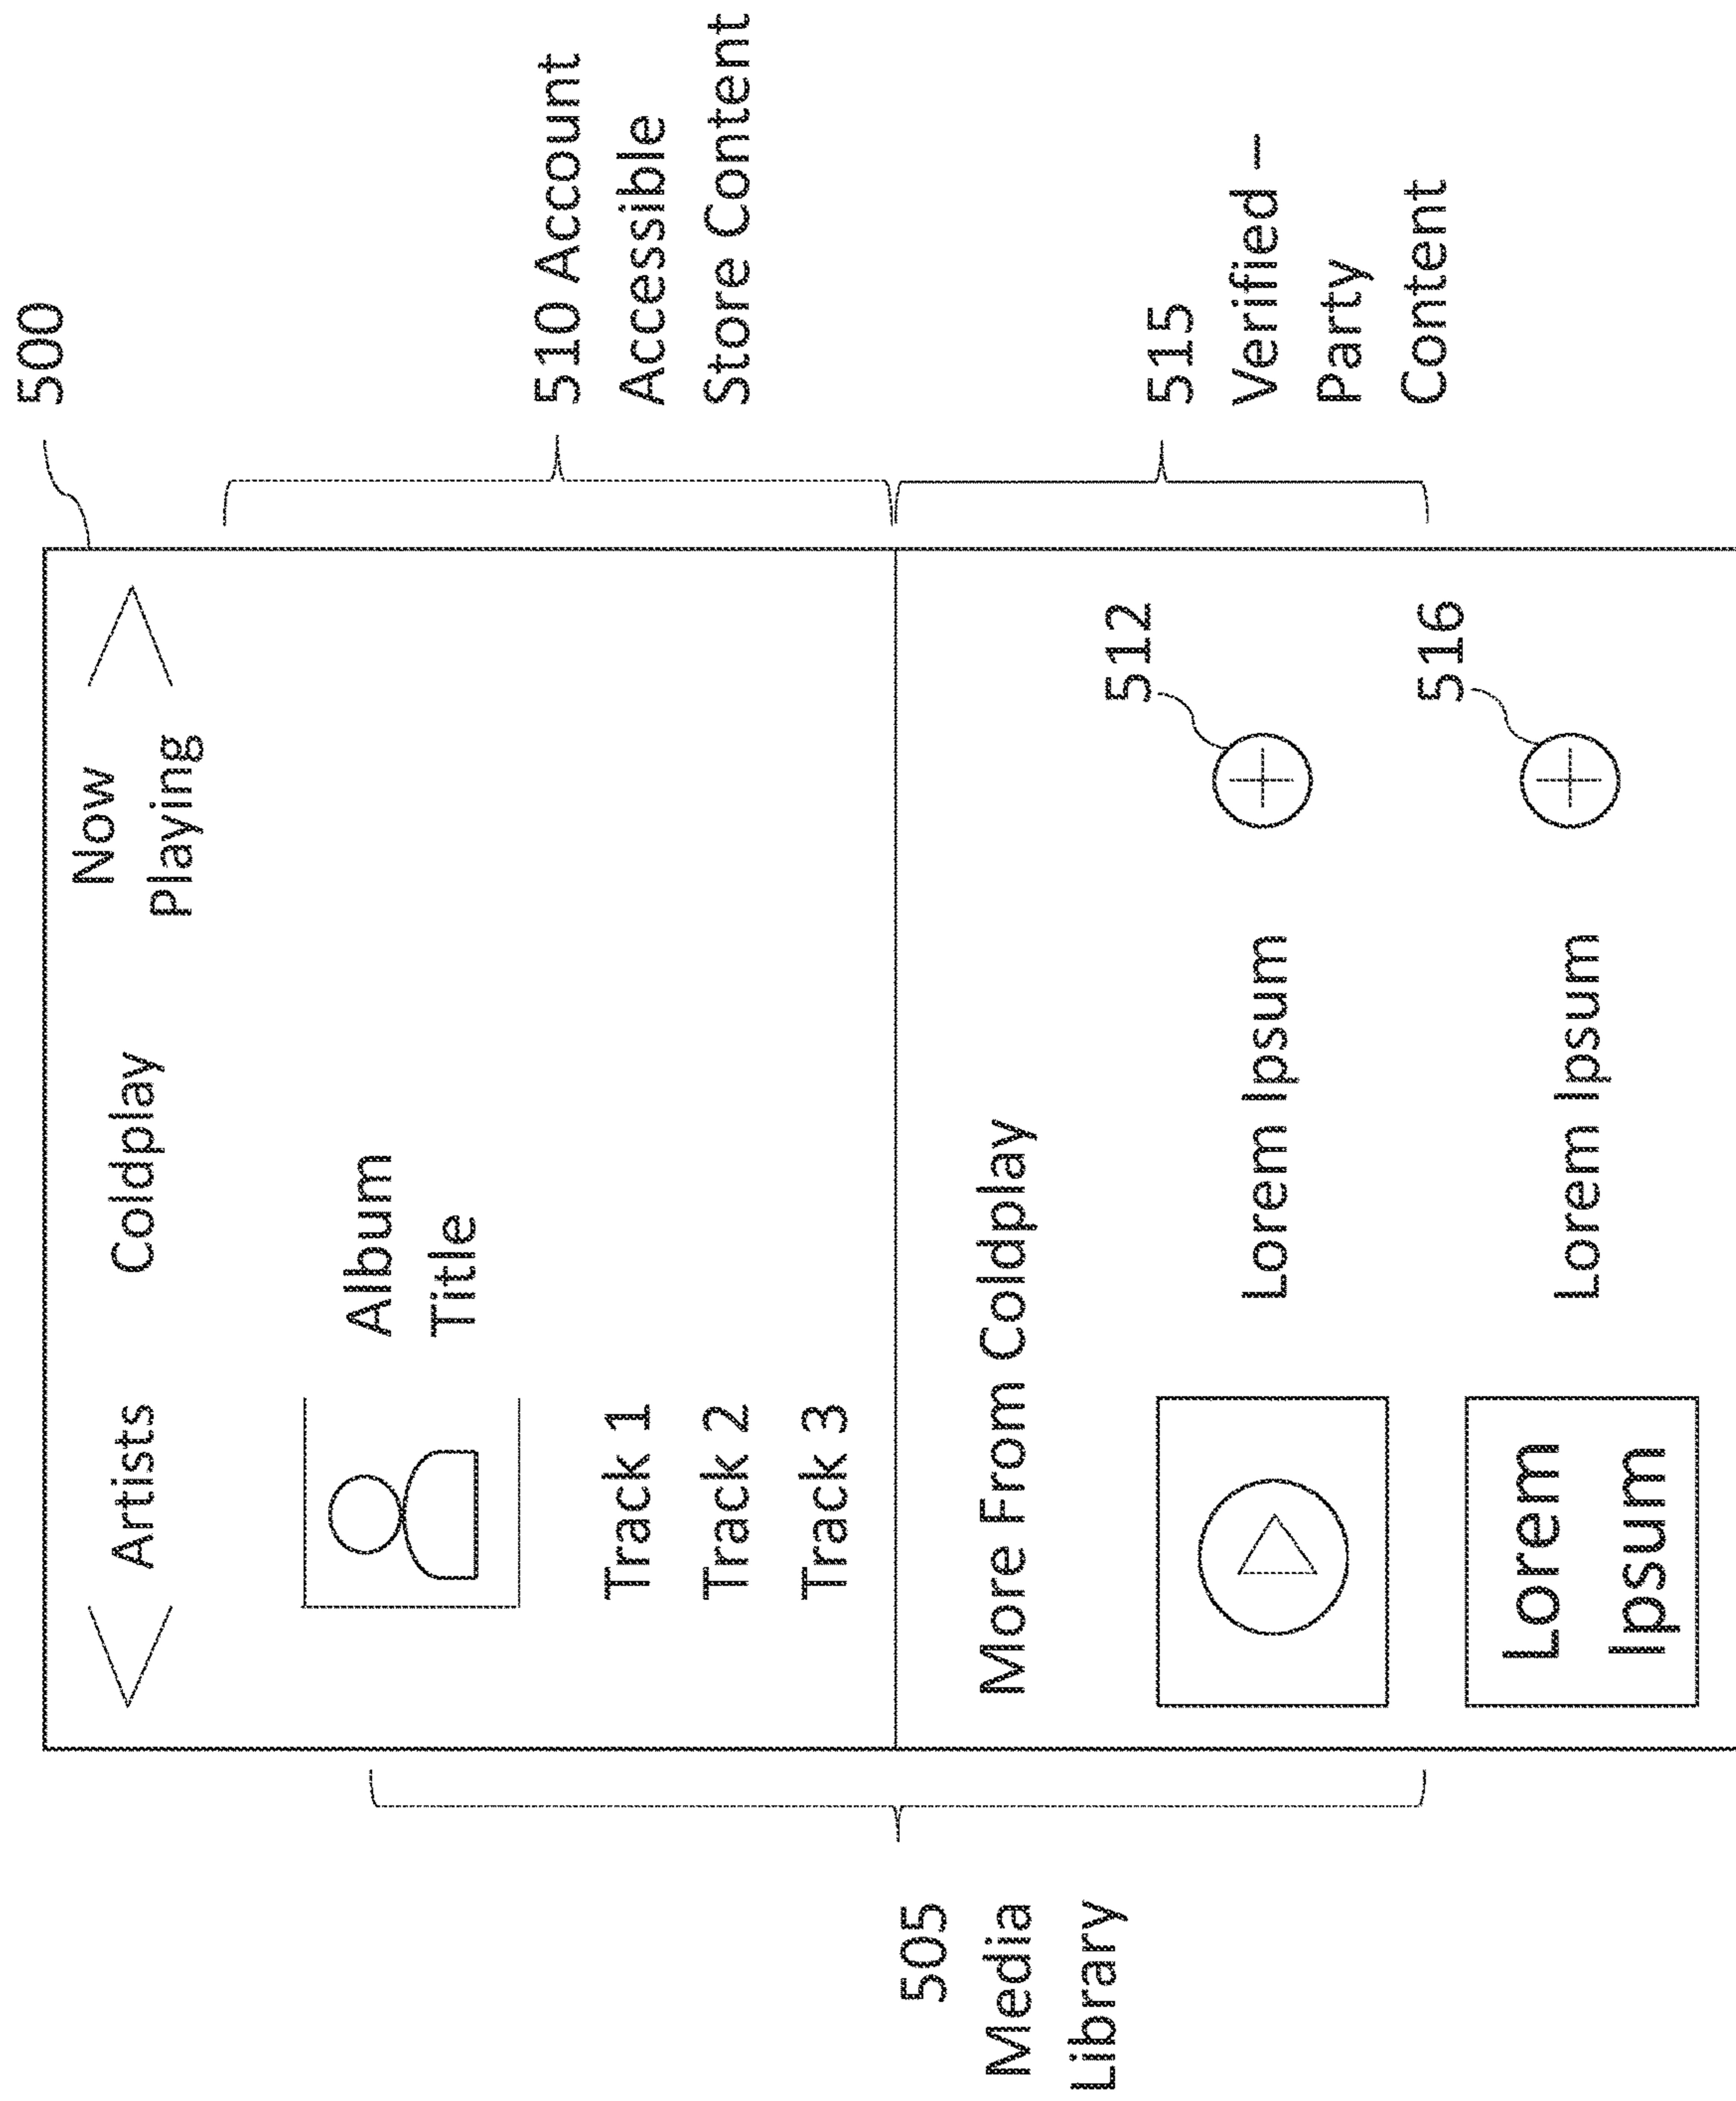 500
Artists
Coldplay
Now
Playing
Album
Title
Track 1
Track 2
Track 3
510 Account
Accessible
Store Content
505
Media
Library
More From Coldplay
Lorem Ipsum
512
Lorem
Ipsum
Lorem Ipsum
516
515
Verified –
Party
Content